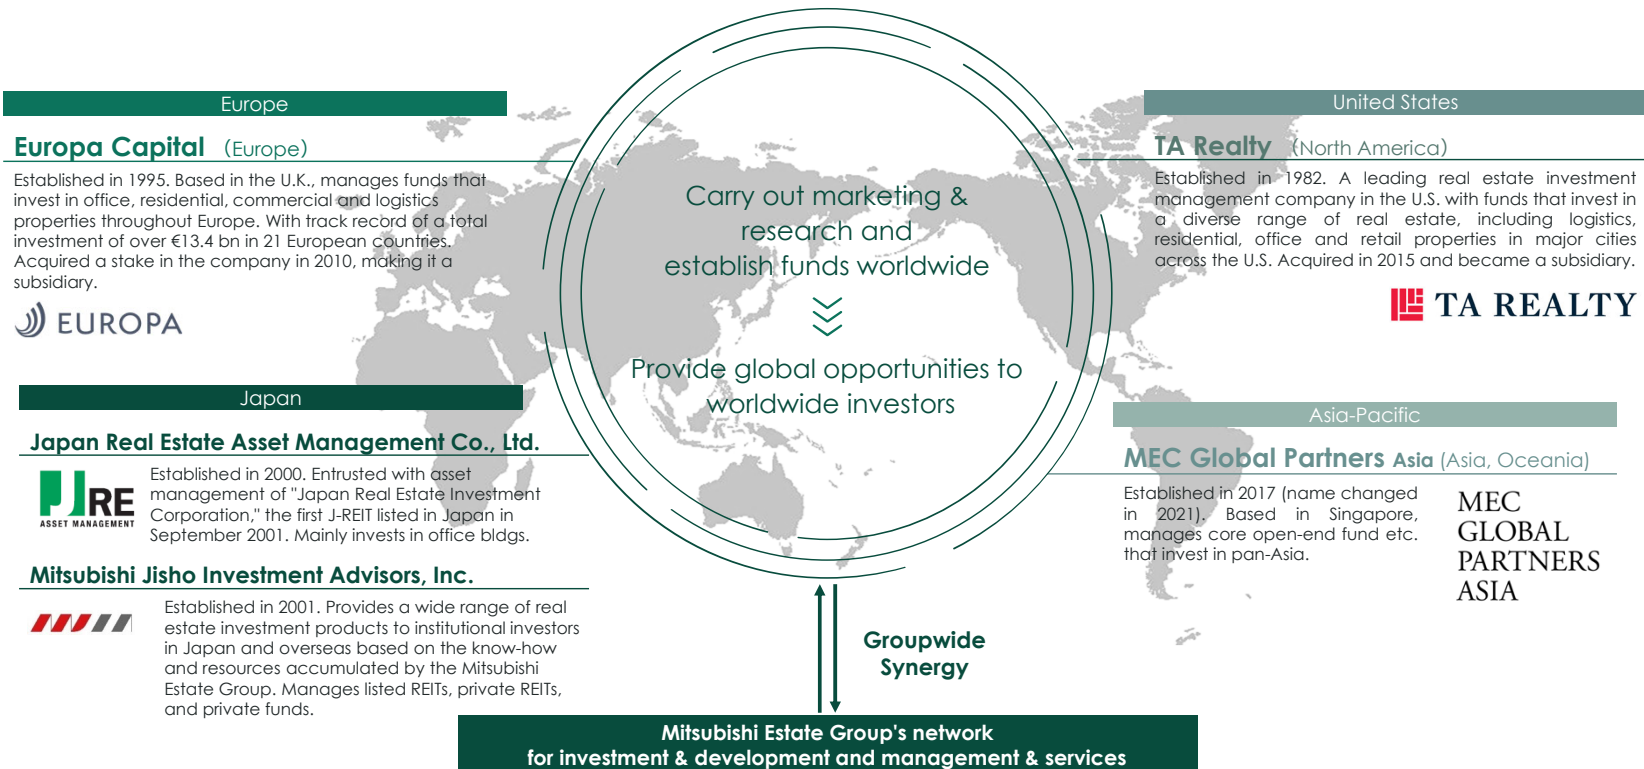 Europe
Europa Capital (Europe)
Established in 1995. Based in the U.K., manages funds that
invest in office, residential, commercial and logistics
properties throughout Europe. With track record of a total
investment of over €13.4 bn in 21 European countries.
Acquired a stake in the company in 2010, making it a
subsidiary.
EUROPA
Japan
Japan Real Estate Asset Management Co., Ltd.
JRE
ASSET MANAGEMENT
Established in 2000. Entrusted with asset
management of "Japan Real Estate Investment
Corporation," the first J-REIT listed in Japan in
September 2001. Mainly invests in office bldgs.
Mitsubishi Jisho Investment Advisors, Inc.
Established in 2001. Provides a wide range of real
estate investment products to institutional investors
in Japan and overseas based on the know-how
and resources accumulated by the Mitsubishi
Estate Group. Manages listed REITs, private REITs,
and private funds.
Carry out marketing &
research and
establish funds worldwide
Provide global opportunities to
worldwide investors
United States
TA Realty (North America)
Established in 1982. A leading real estate investment
management company in the U.S. with funds that invest in
a diverse range of real estate, including logistics,
residential, office and retail properties in major cities
across the U.S. Acquired in 2015 and became a subsidiary.
TA REALTY
Asia-Pacific
MEC Global Partners Asia (Asia, Oceania)
Established in 2017 (name changed
in 2021). Based in Singapore,
manages core open-end fund etc.
that invest in pan-Asia.
MEC
GLOBAL
PARTNERS
ASIA
Groupwide
Synergy
Mitsubishi Estate Group's network
for investment & development and management & services